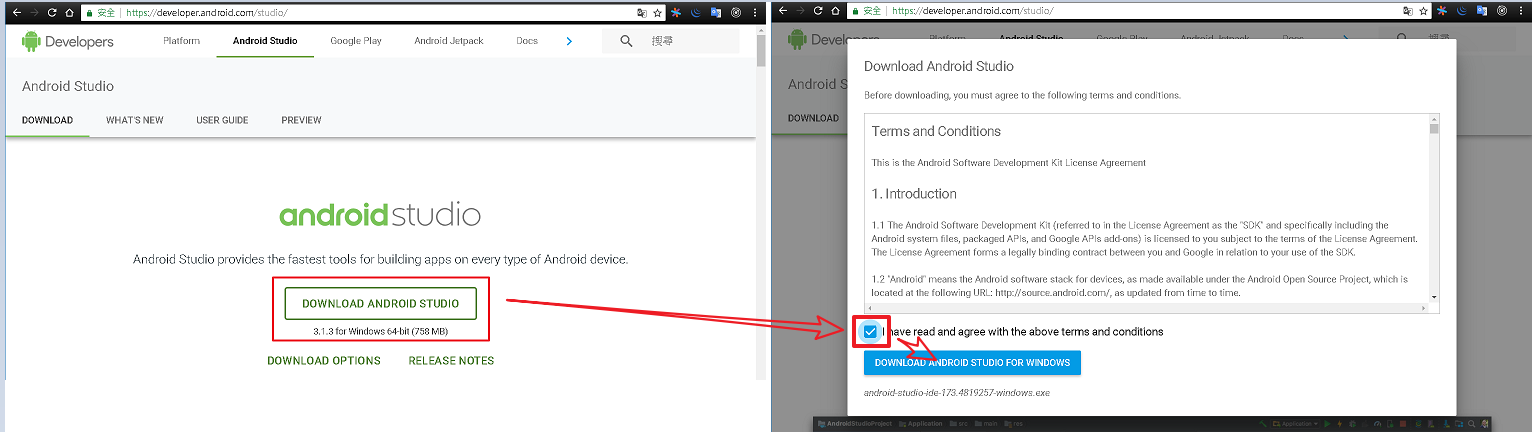 安全 | https://developer.android.com/studio/
Developers
Platform
Android Studio
Google Play
Android Jetpack
Docs
搜尋
Android Studio
DOWNLOAD
WHAT'S NEW
USER GUIDE
PREVIEW
androidstudio
Android Studio provides the fastest tools for building apps on every type of Android device.
DOWNLOAD ANDROID STUDIO
3.1.3 for Windows 64-bit (758 MB)
DOWNLOAD OPTIONS
RELEASE NOTES
安全 | https://developer.android.com/studio/
Developers
Platform
Android Studio
Google Play
Android Jetpack
Docs
搜尋
DOWNLOAD
Download Android Studio
Before downloading, you must agree to the following terms and conditions.
Terms and Conditions
This is the Android Software Development Kit License Agreement
1. Introduction
1.1 The Android Software Development Kit (referred to in the License Agreement as the "SDK" and specifically including the
Android system files, packaged APIs, and Google APIs add-ons) is licensed to you subject to the terms of the License Agreement.
The License Agreement forms a legally binding contract between you and Google in relation to your use of the SDK.
1.2 "Android" means the Android software stack for devices, as made available under the Android Open Source Project, which is
located at the following URL: http://source.android.com/, as updated from time to time.
I have read and agree with the above terms and conditions
DOWNLOAD ANDROID STUDIO FOR WINDOWS
android-studio-ide-173.4819257-windows.exe
AndroidStudioProject
Application
src
main
res
Application